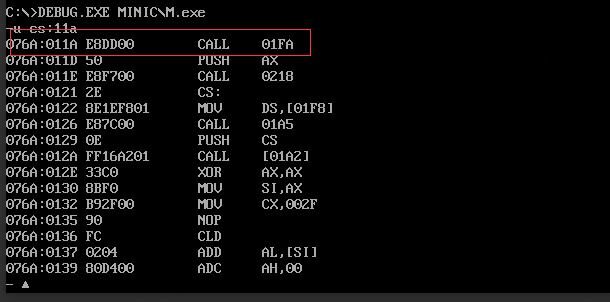 C:\>DEBUG.EXE MINIC\M.exe
-u cs:11a
076A:011A E8DD00 CALL 01FA
076A:011D 50 PUSH AX
076A:011E E8F700 CALL 0218
076A:0121 2E CS:
076A:0122 8E1EF801 MOV DS,[01F8]
076A:0126 E87C00 CALL 01A5
076A:0129 0E PUSH CS
076A:012A FF16A201 CALL [01A2]
076A:012E 33C0 XOR AX,AX
076A:0130 8BF0 MOV SI,AX
076A:0132 B92F00 MOV CX,002F
076A:0135 90 NOP
076A:0136 FC CLD
076A:0137 0204 ADD AL,[SI]
076A:0139 80D400 ADC AH,00
-